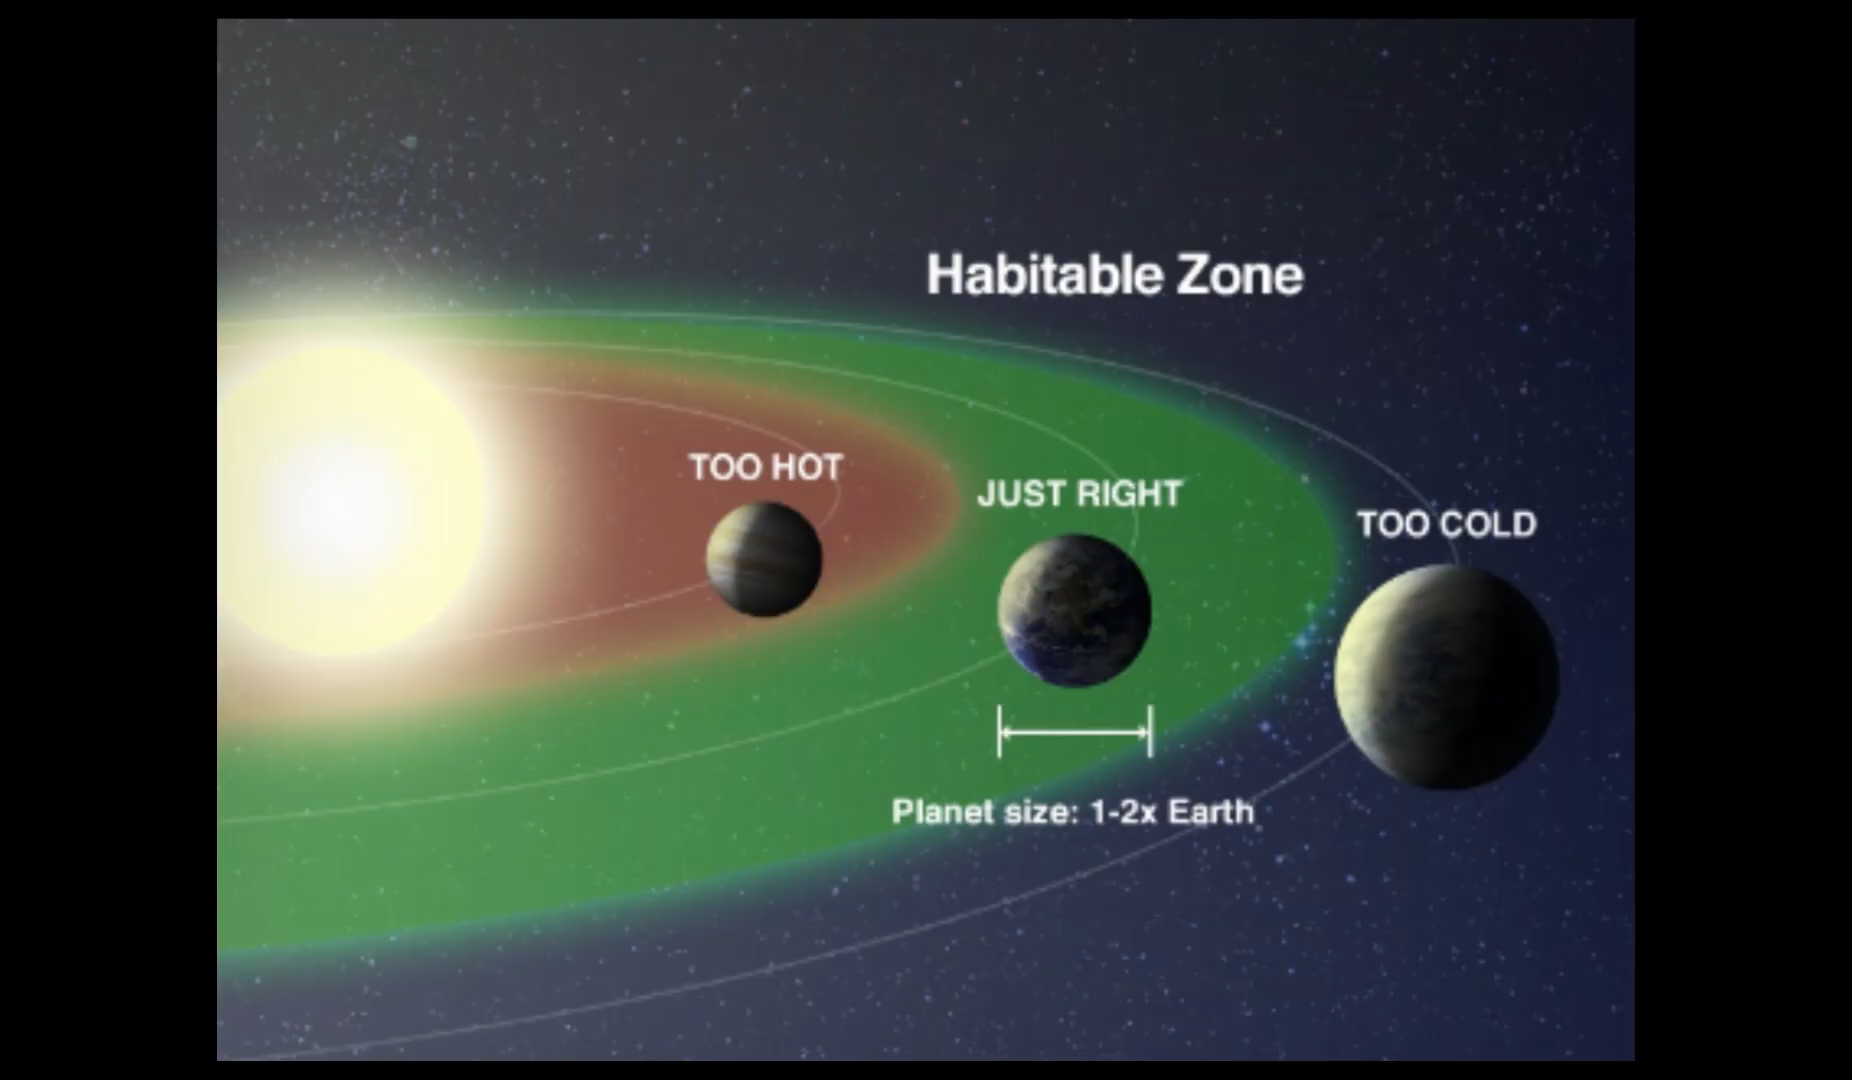 Habitable Zone
TOO HOT
JUST RIGHT
TOO COLD
Planet size: 1-2x Earth